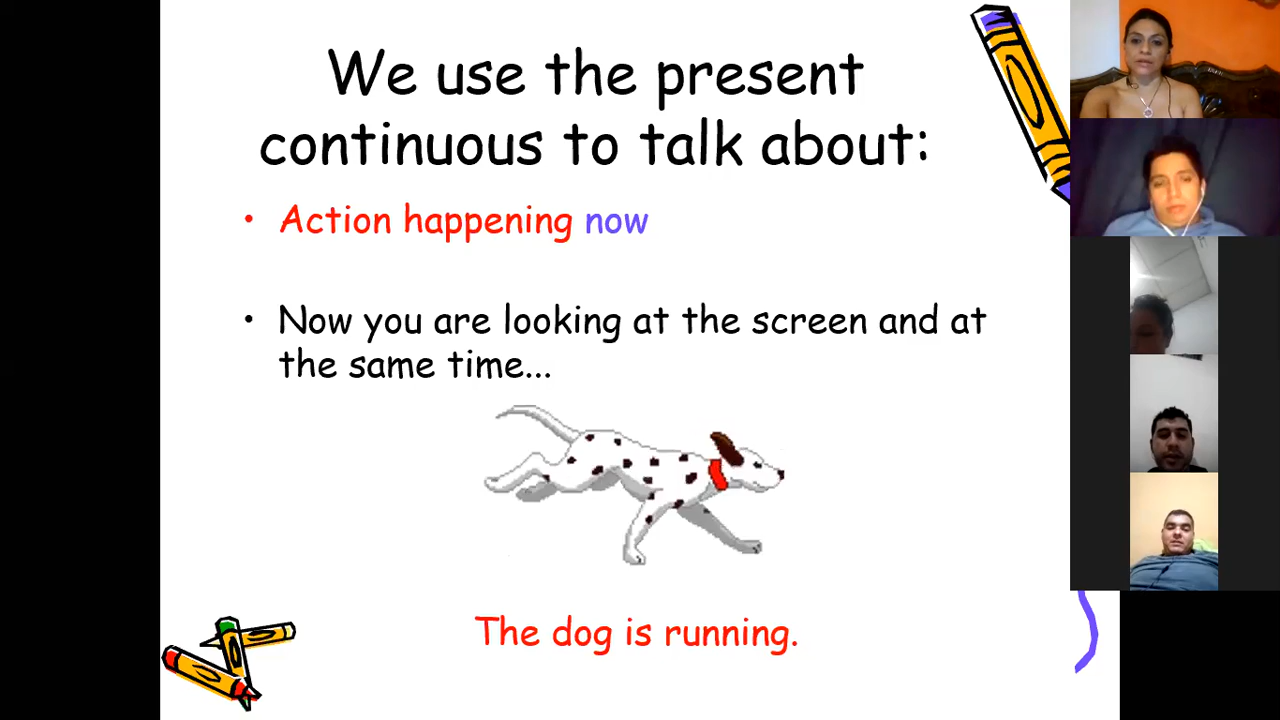 We use the present
continuous to talk about:
• Action happening now
• Now you are looking at the screen and at
the same time...
The dog is running.